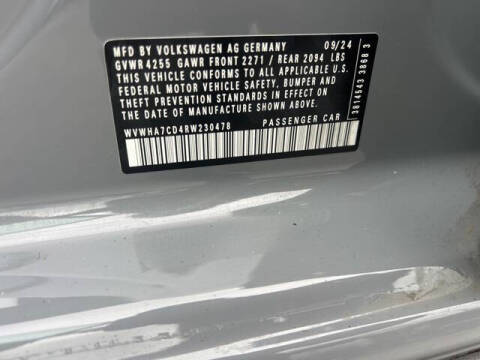 MFD BY VOLKSWAGEN AG GERMANY 09/24
GVWR 4255 GAWR FRONT 2271 / REAR 2094 LBS
THIS VEHICLE CONFORMS TO ALL APPLICABLE U.S.
FEDERAL MOTOR VEHICLE SAFETY, BUMPER AND
THEFT PREVENTION STANDARDS IN EFFECT ON
THE DATE OF MANUFACTURE SHOWN ABOVE.
WVWHA7CD4RW230478 PASSENGER CAR
3814543 3868 3